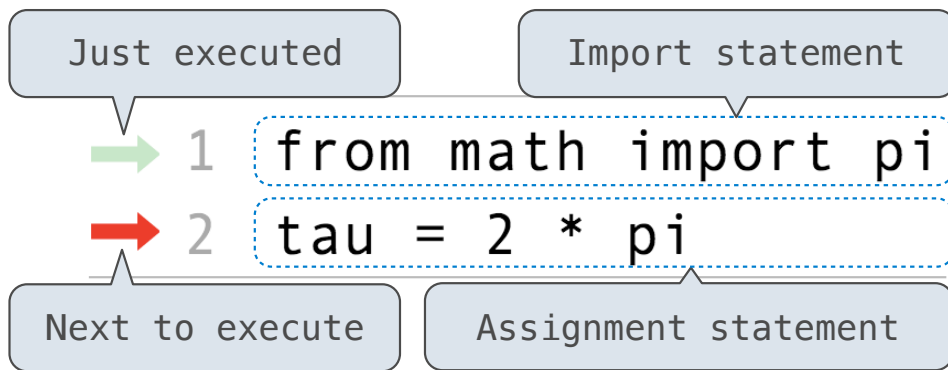 Just executed
Import statement
1 from math import pi
2 tau = 2 * pi
Next to execute
Assignment statement